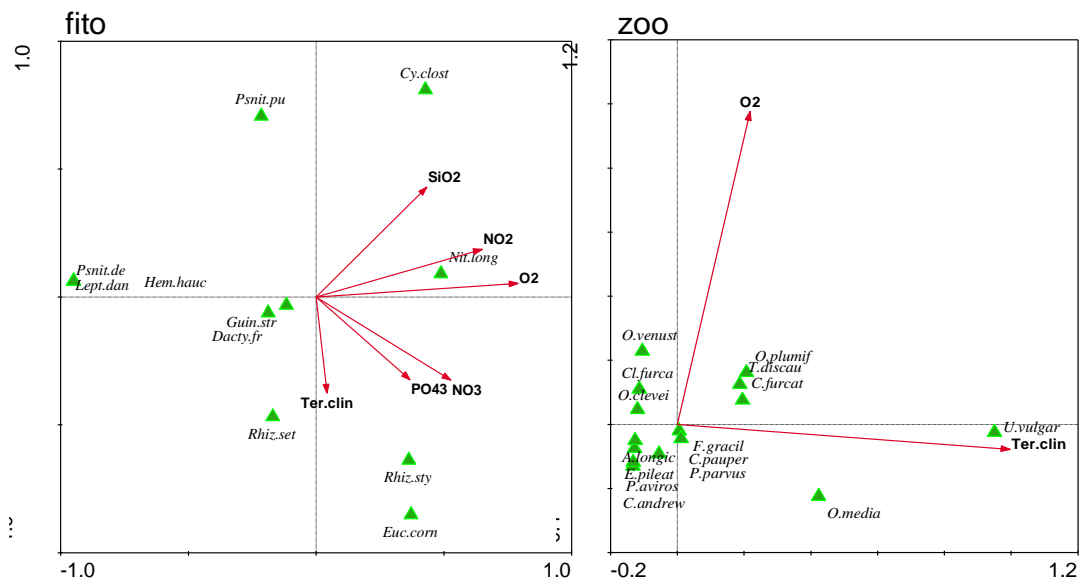 fito
zoo
1.0
1.2
Cy.clost
Psnit.pu
SiO2
NO2
Nit.long
O2
Psnit.de
Lept.dan
Hem.hauc
Guin.str
Dacty.fr
PO43
NO3
Ter.clin
Rhiz.set
Rhiz.sty
Euc.corn
-1.0
1.0
O2
O.venust
O.plumif
T.discau
Cl.furca
C.furcat
O.clevei
U.vulgar
Ter.clin
F.gracil
A.longic
C.pauper
E.pileat
P.parvus
P.aviros
C.andrew
O.media
-0.2
1.2